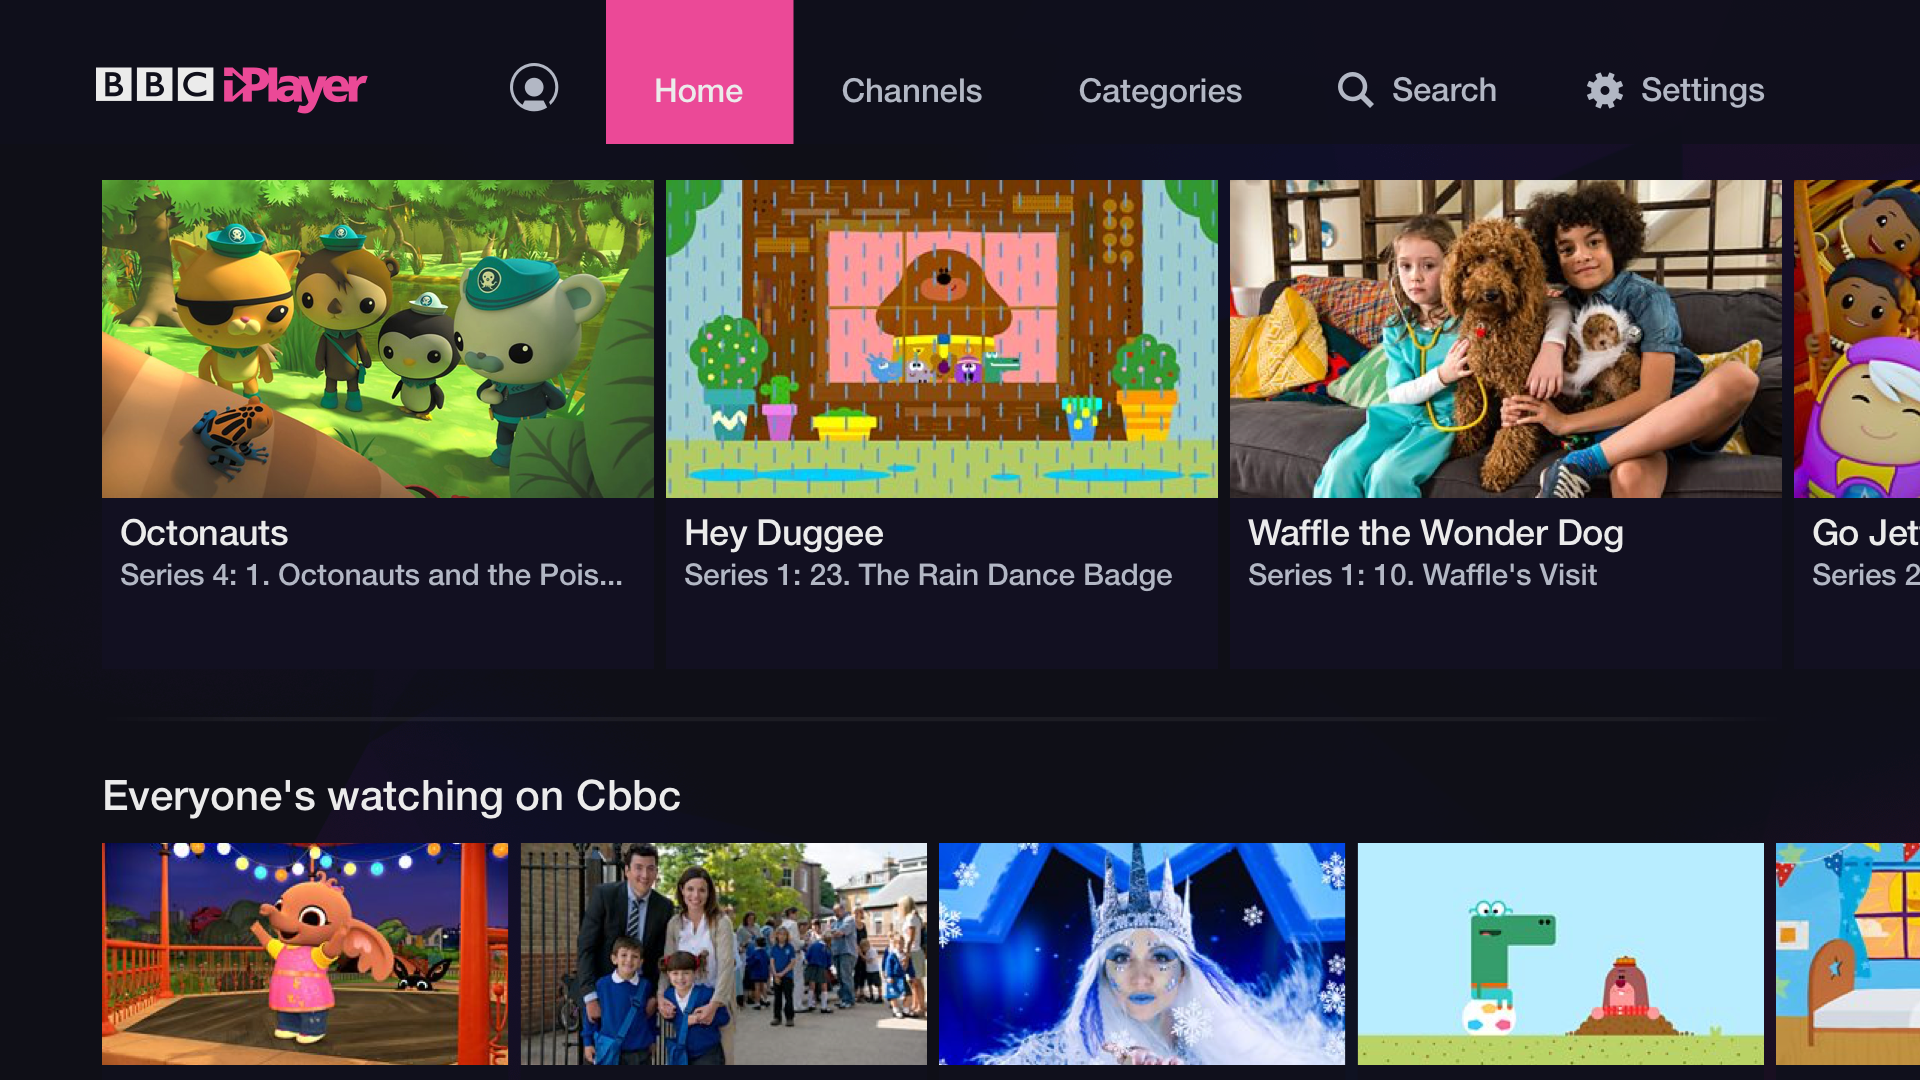 BBC iPlayer
Home
Channels
Categories
Search
Settings
Octonauts
Series 4: 1. Octonauts and the Pois...
Hey Duggee
Series 1: 23. The Rain Dance Badge
Waffle the Wonder Dog
Series 1: 10. Waffle's Visit
Go Jet
Series 2
Everyone's watching on Cbbc